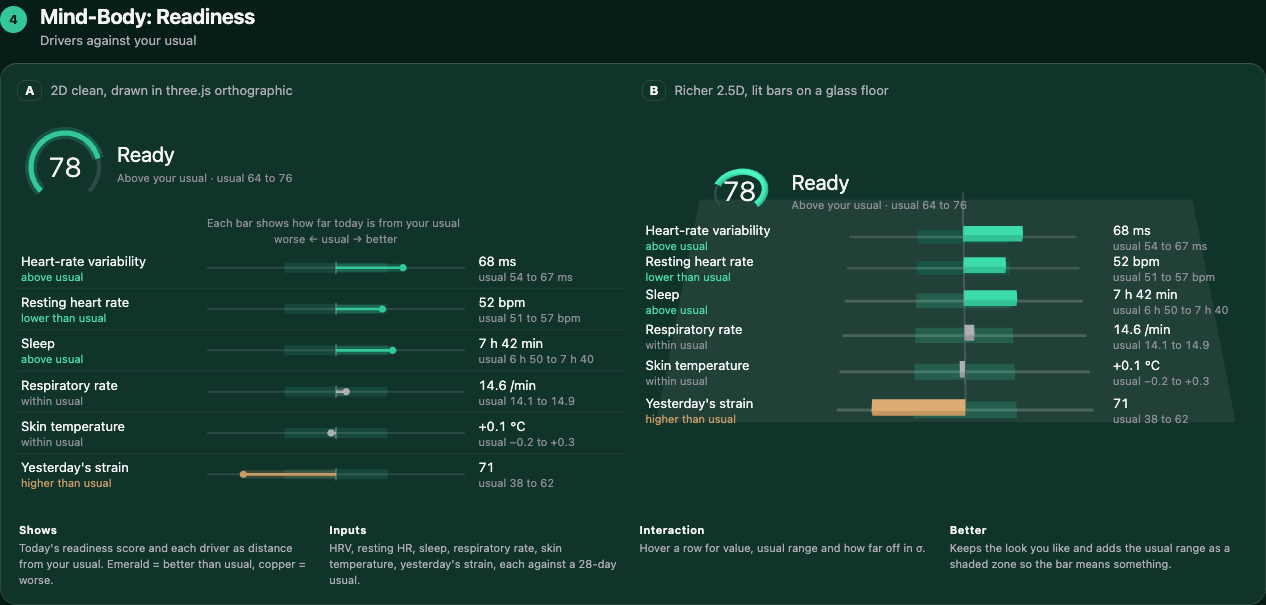 4
Mind-Body: Readiness
Drivers against your usual
A 2D clean, drawn in three.js orthographic
78
Ready
Above your usual · usual 64 to 76
Each bar shows how far today is from your usual
worse ← usual → better
Heart-rate variability
above usual
68 ms
usual 54 to 67 ms
Resting heart rate
lower than usual
52 bpm
usual 51 to 57 bpm
Sleep
above usual
7 h 42 min
usual 6 h 50 to 7 h 40
Respiratory rate
within usual
14.6 /min
usual 14.1 to 14.9
Skin temperature
within usual
+0.1 °C
usual −0.2 to +0.3
Yesterday's strain
higher than usual
71
usual 38 to 62
B Richer 2.5D, lit bars on a glass floor
78
Ready
Above your usual · usual 64 to 76
Heart-rate variability
above usual
68 ms
usual 54 to 67 ms
Resting heart rate
lower than usual
52 bpm
usual 51 to 57 bpm
Sleep
above usual
7 h 42 min
usual 6 h 50 to 7 h 40
Respiratory rate
within usual
14.6 /min
usual 14.1 to 14.9
Skin temperature
within usual
+0.1 °C
usual −0.2 to +0.3
Yesterday's strain
higher than usual
71
usual 38 to 62
Shows
Today's readiness score and each driver as distance
from your usual. Emerald = better than usual, copper =
worse.
Inputs
HRV, resting HR, sleep, respiratory rate, skin
temperature, yesterday's strain, each against a 28-day
usual.
Interaction
Hover a row for value, usual range and how far off in σ.
Better
Keeps the look you like and adds the usual range as a
shaded zone so the bar means something.